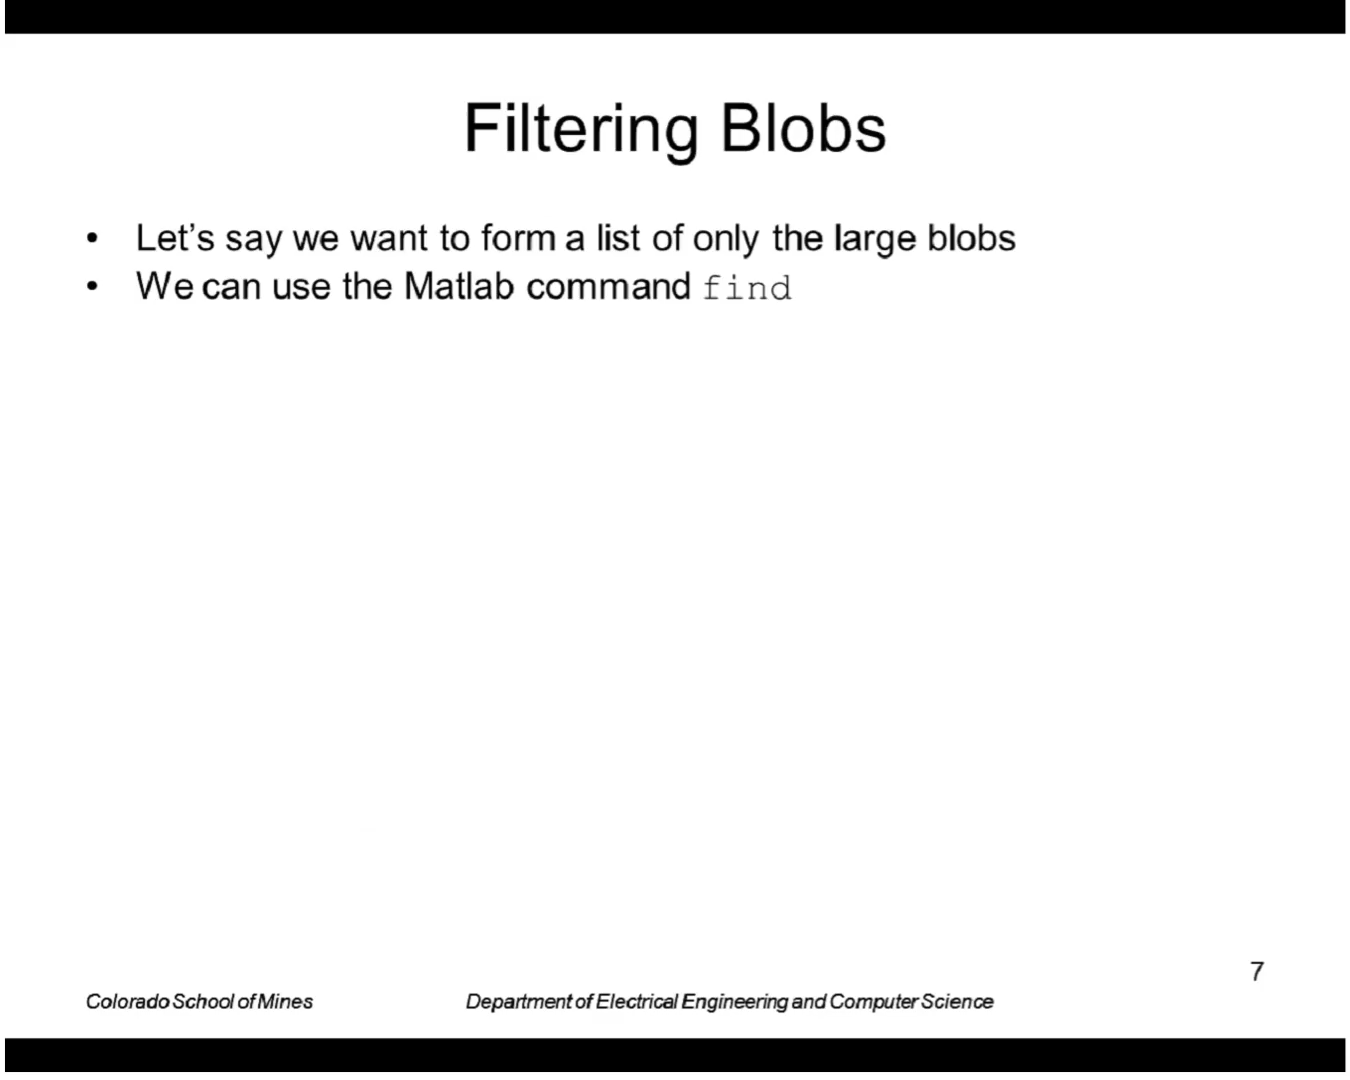 Filtering Blobs
• Let's say we want to form a list of only the large blobs
• We can use the Matlab command find
7
Colorado School of Mines Department of Electrical Engineering and Computer Science